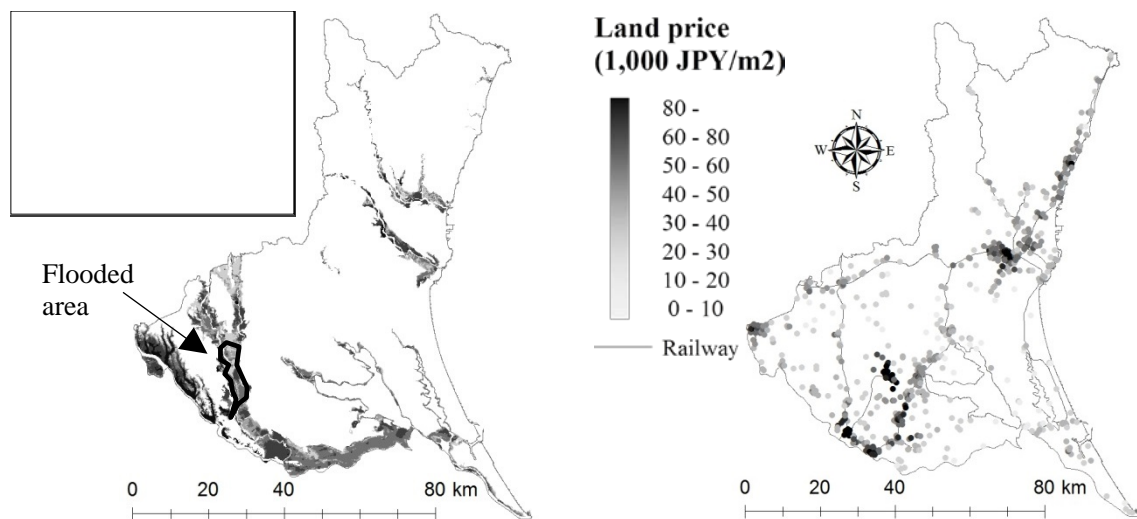 Flooded
area
0 20 40 80 km
Land price
(1,000 JPY/m2)
80 -
60 - 80
50 - 60
40 - 50
30 - 40
20 - 30
10 - 20
0 - 10
Railway
N
W E
S
0 20 40 80 km